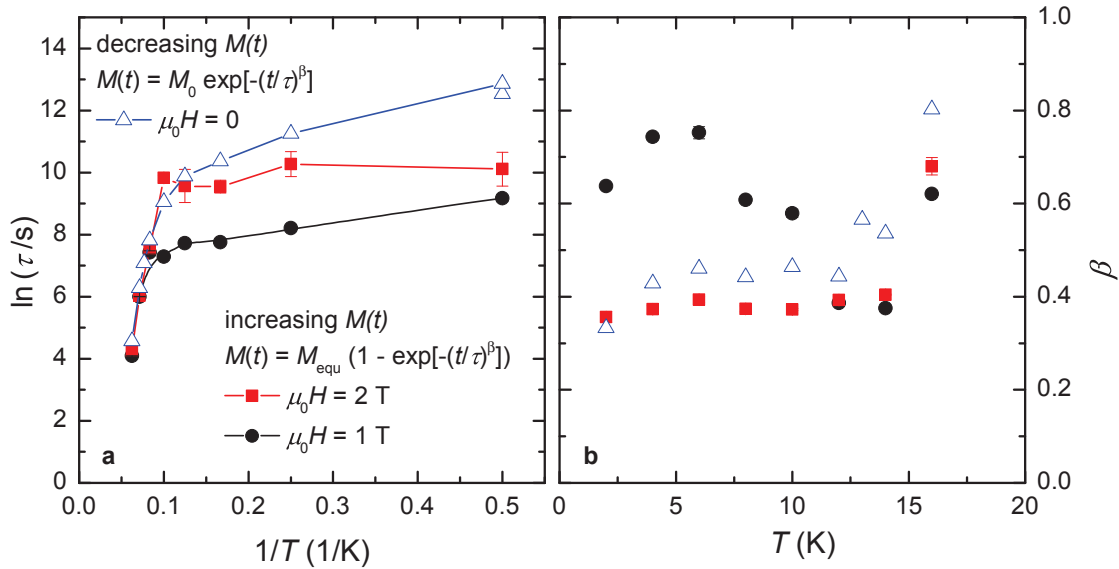 decreasing M(t)
M(t) = M₀ exp[-(t/τ)^β]
μ₀H = 0
increasing M(t)
M(t) = M_equ (1 - exp[-(t/τ)^β])
μ₀H = 2 T
μ₀H = 1 T
a
ln (τ /s)
14
12
10
8
6
4
2
0
0.0 0.1 0.2 0.3 0.4 0.5
1/T (1/K)
b
0 5 10 15 20
T (K)
1.0
0.8
0.6
0.4
0.2
0.0
β